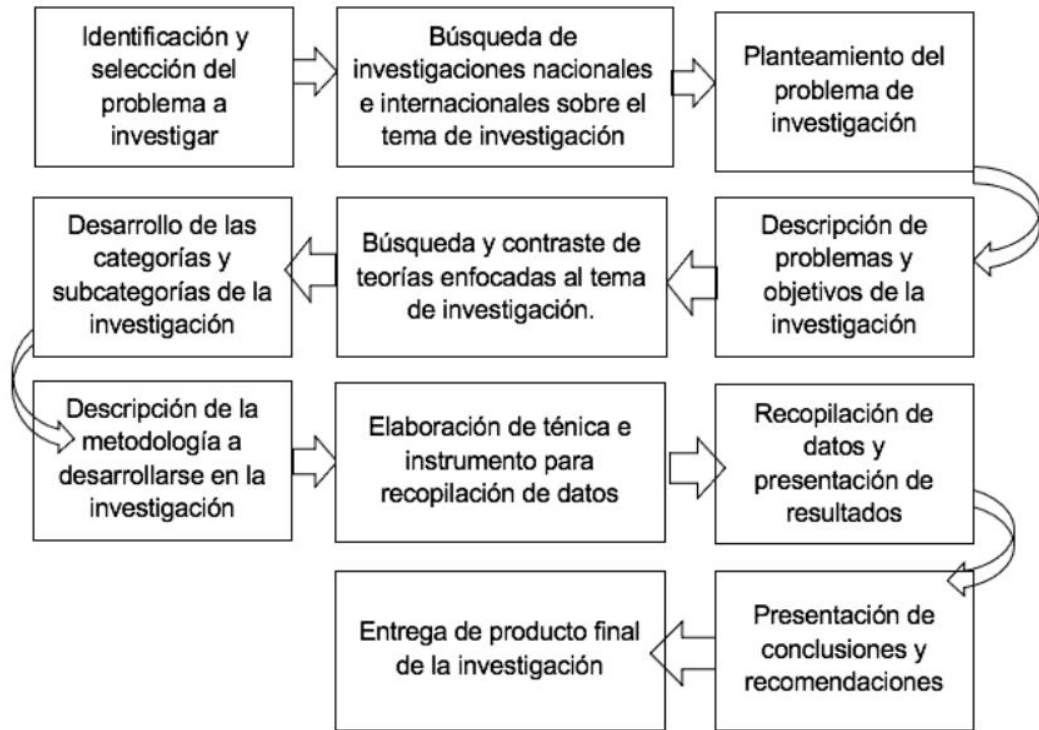 Identificación y
selección del
problema a
investigar
Búsqueda de
investigaciones nacionales
e internacionales sobre el
tema de investigación
Planteamiento del
problema de
investigación
Descripción de
problemas y
objetivos de la
investigación
Búsqueda y contraste de
teorías enfocadas al tema
de investigación.
Desarrollo de las
categorías y
subcategorías de la
investigación
Descripción de la
metodología a
desarrollarse en la
investigación
Elaboración de ténica e
instrumento para
recopilación de datos
Recopilación de
datos y
presentación de
resultados
Presentación de
conclusiones y
recomendaciones
Entrega de producto final
de la investigación